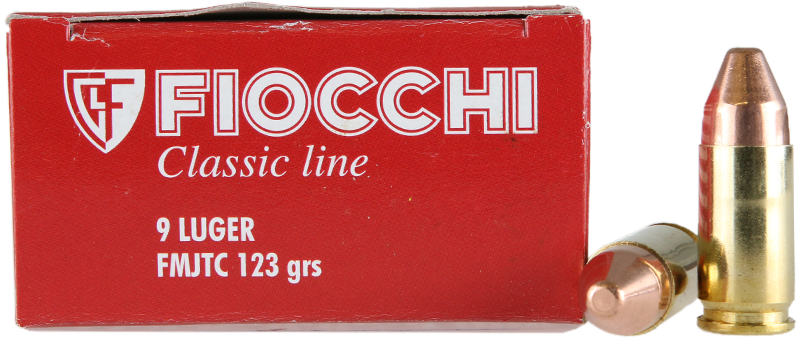 FIOCCHI
Classic line
9 LUGER
FMJTC 123 grs